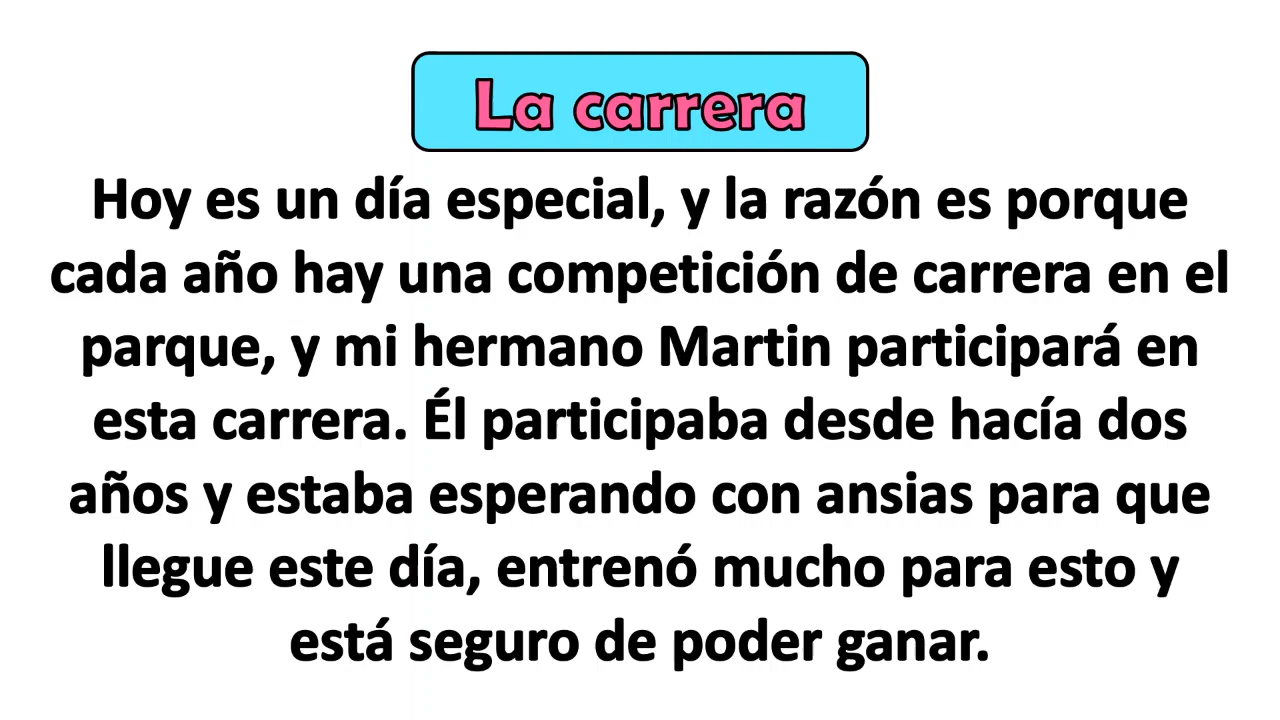 La carrera
Hoy es un día especial, y la razón es porque
cada año hay una competición de carrera en el
parque, y mi hermano Martin participará en
esta carrera. Él participaba desde hacía dos
años y estaba esperando con ansias para que
llegue este día, entrenó mucho para esto y
está seguro de poder ganar.